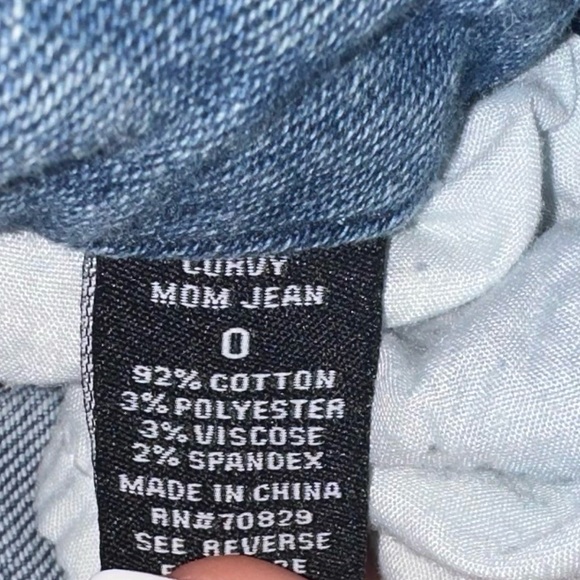 CURVY
MOM JEAN
0
92% COTTON
3% POLYESTER
3% VISCOSE
2% SPANDEX
MADE IN CHINA
RN# 70829
SEE REVERSE